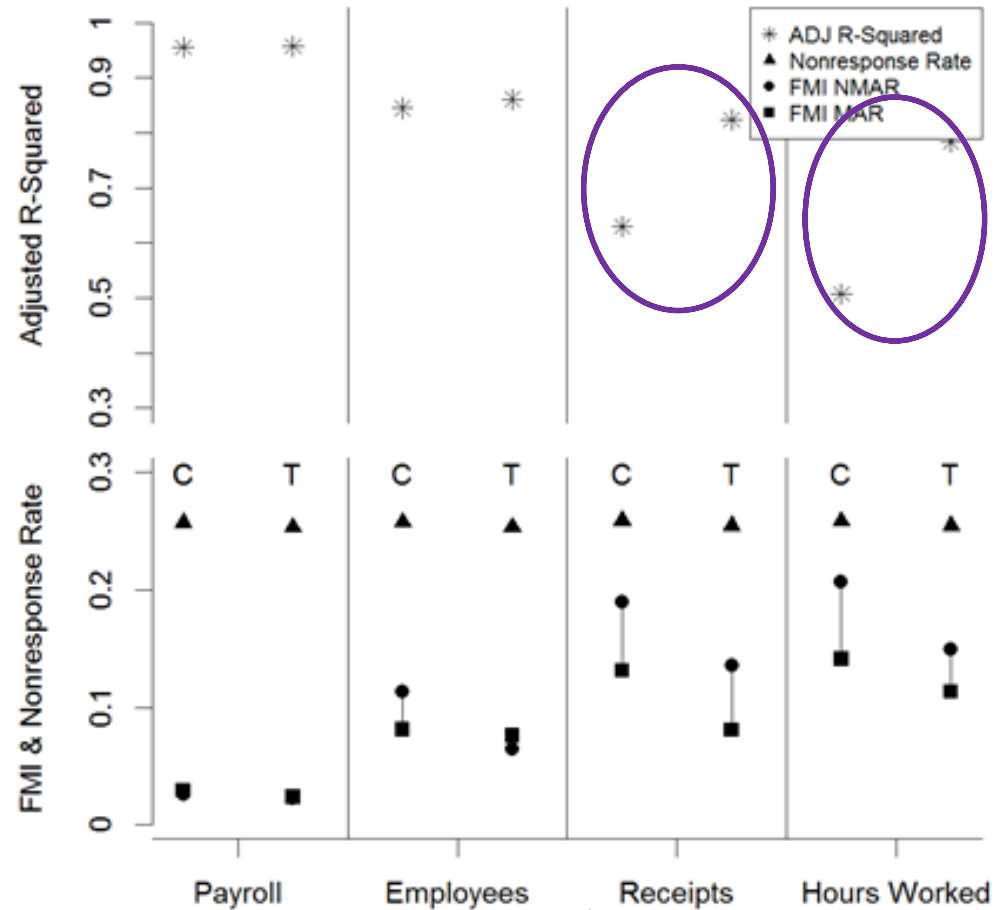 Adjusted R-Squared
1
0.9
0.7
0.5
0.3
ADJ R-Squared
Nonresponse Rate
FMI NMAR
FMI MAR
FMI & Nonresponse Rate
0.3
0.2
0.1
0
C T C T C T C T
Payroll Employees Receipts Hours Worked